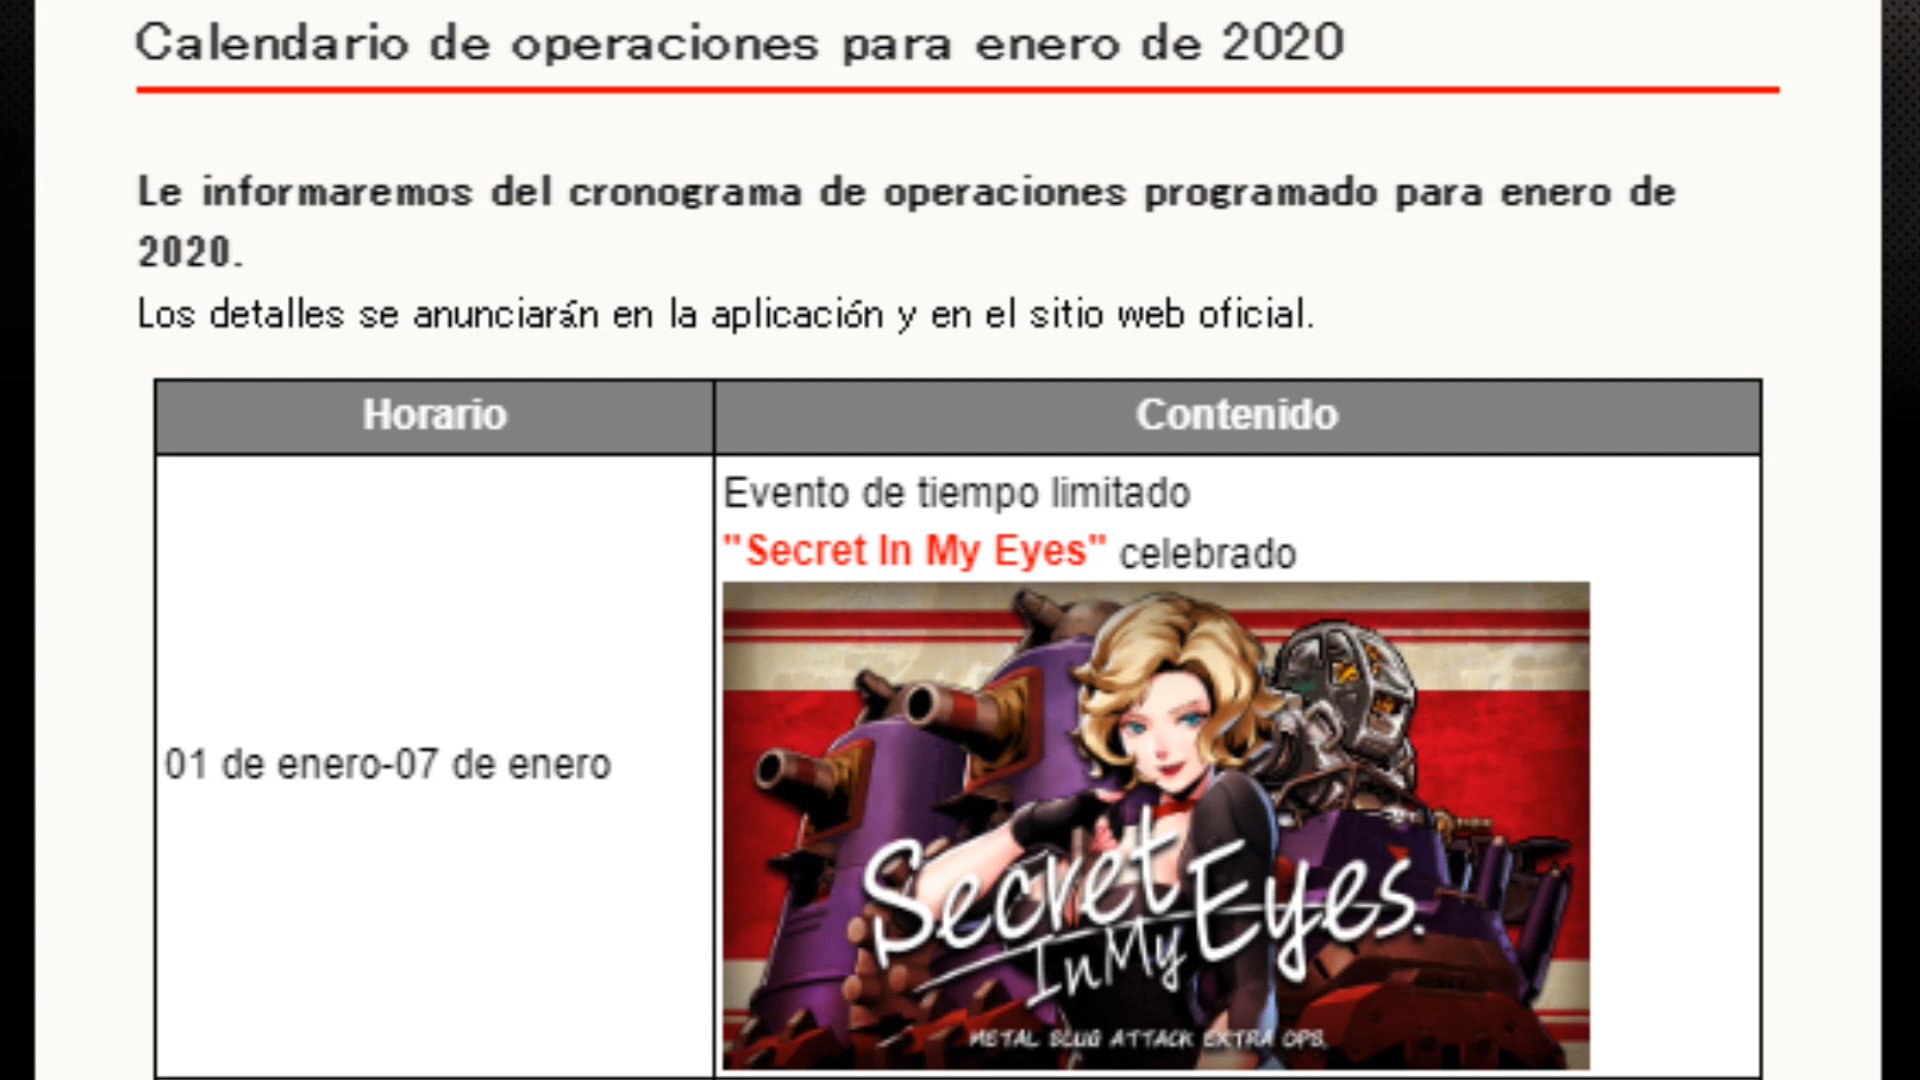 Calendario de operaciones para enero de 2020
Le informaremos del cronograma de operaciones programado para enero de
2020.
Los detalles se anunciarán en la aplicación y en el sitio web oficial.
Horario
Contenido
Evento de tiempo limitado
"Secret In My Eyes" celebrado
01 de enero-07 de enero
Secret
In My Eyes.
METAL SLUG ATTACK EXTRA OPS.